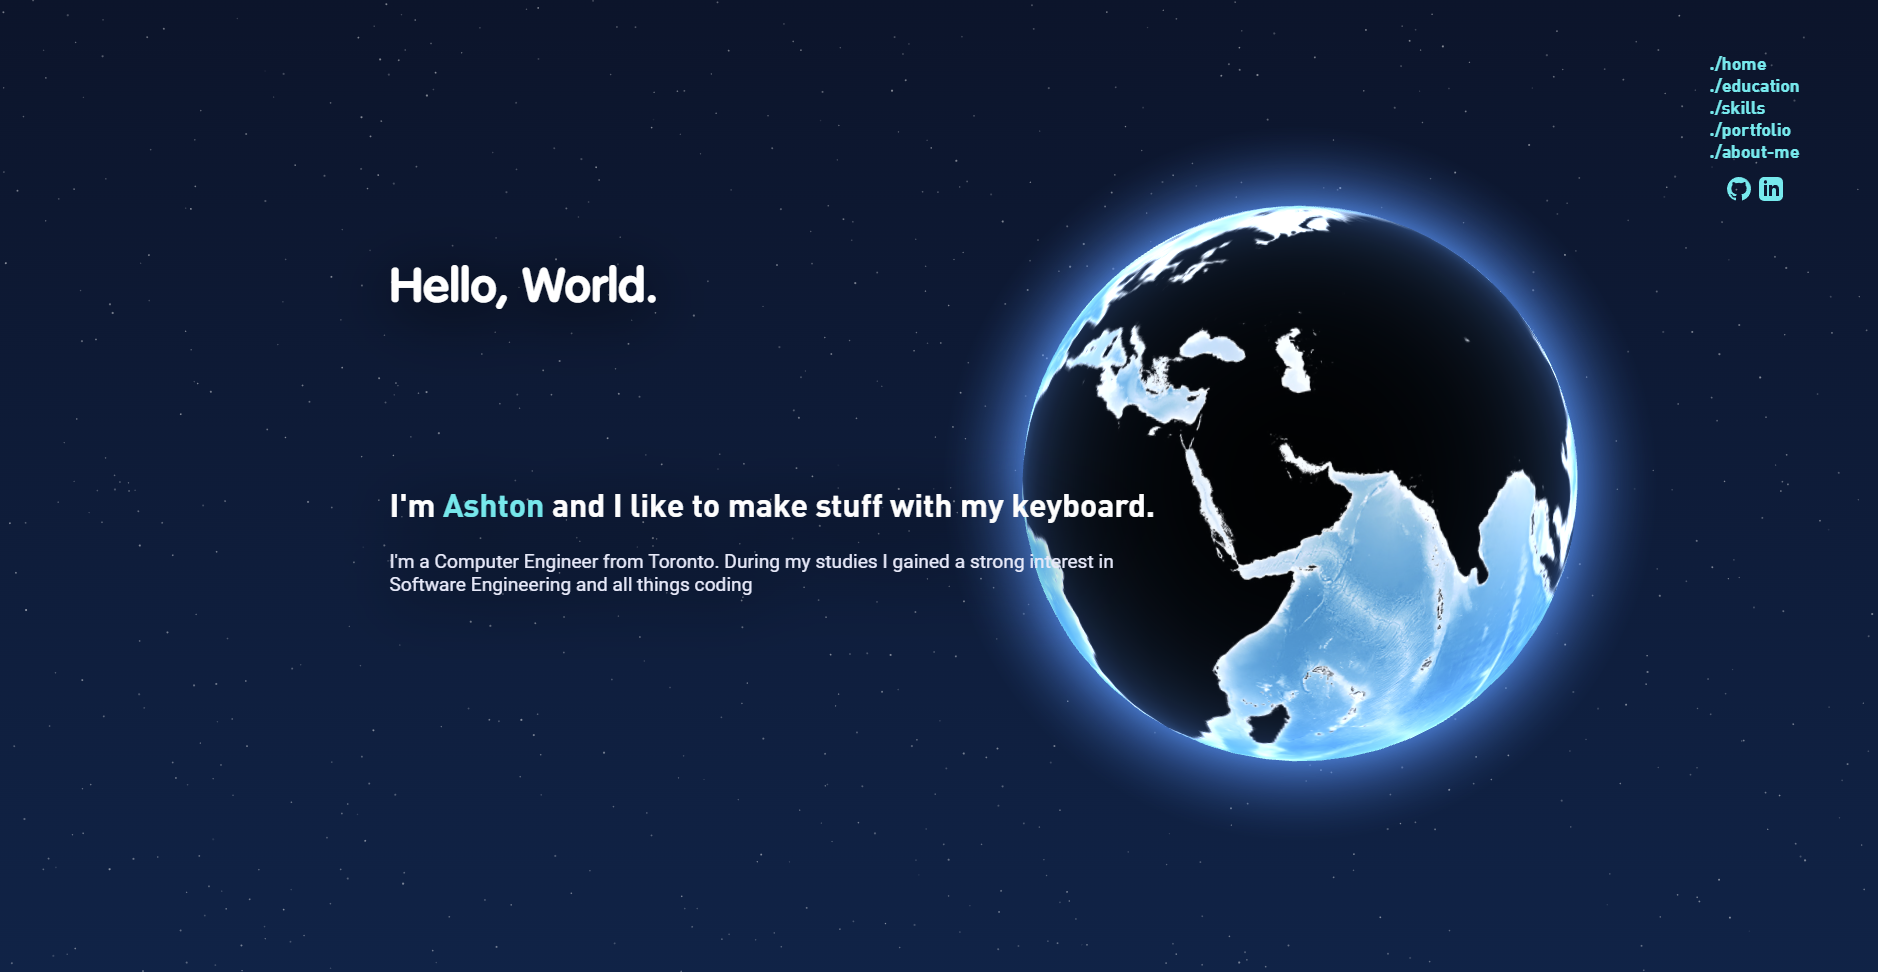 ./home
./education
./skills
./portfolio
./about-me
in
Hello, World.
I'm Ashton and I like to make stuff with my keyboard.
I'm a Computer Engineer from Toronto. During my studies I gained a strong interest in
Software Engineering and all things coding